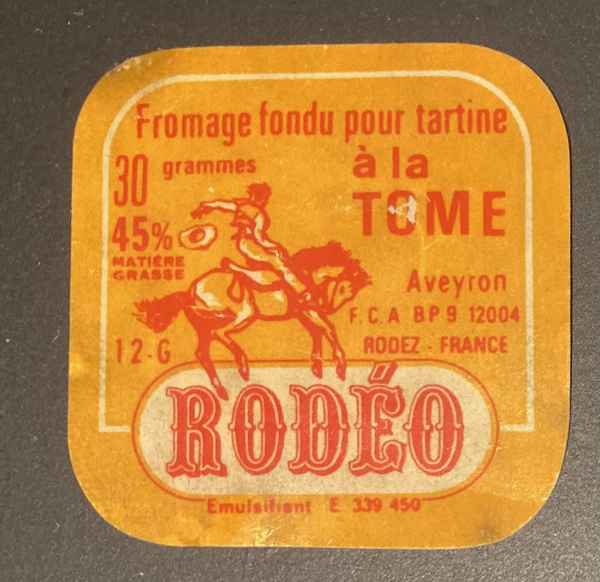 Fromage fondu pour tartine
30 grammes
à la
TOME
45%
MATIÈRE
GRASSE
Aveyron
F.C.A BP 9 12004
12-G
RODEZ - FRANCE
RODÉO
Emulsifiant E 339 450